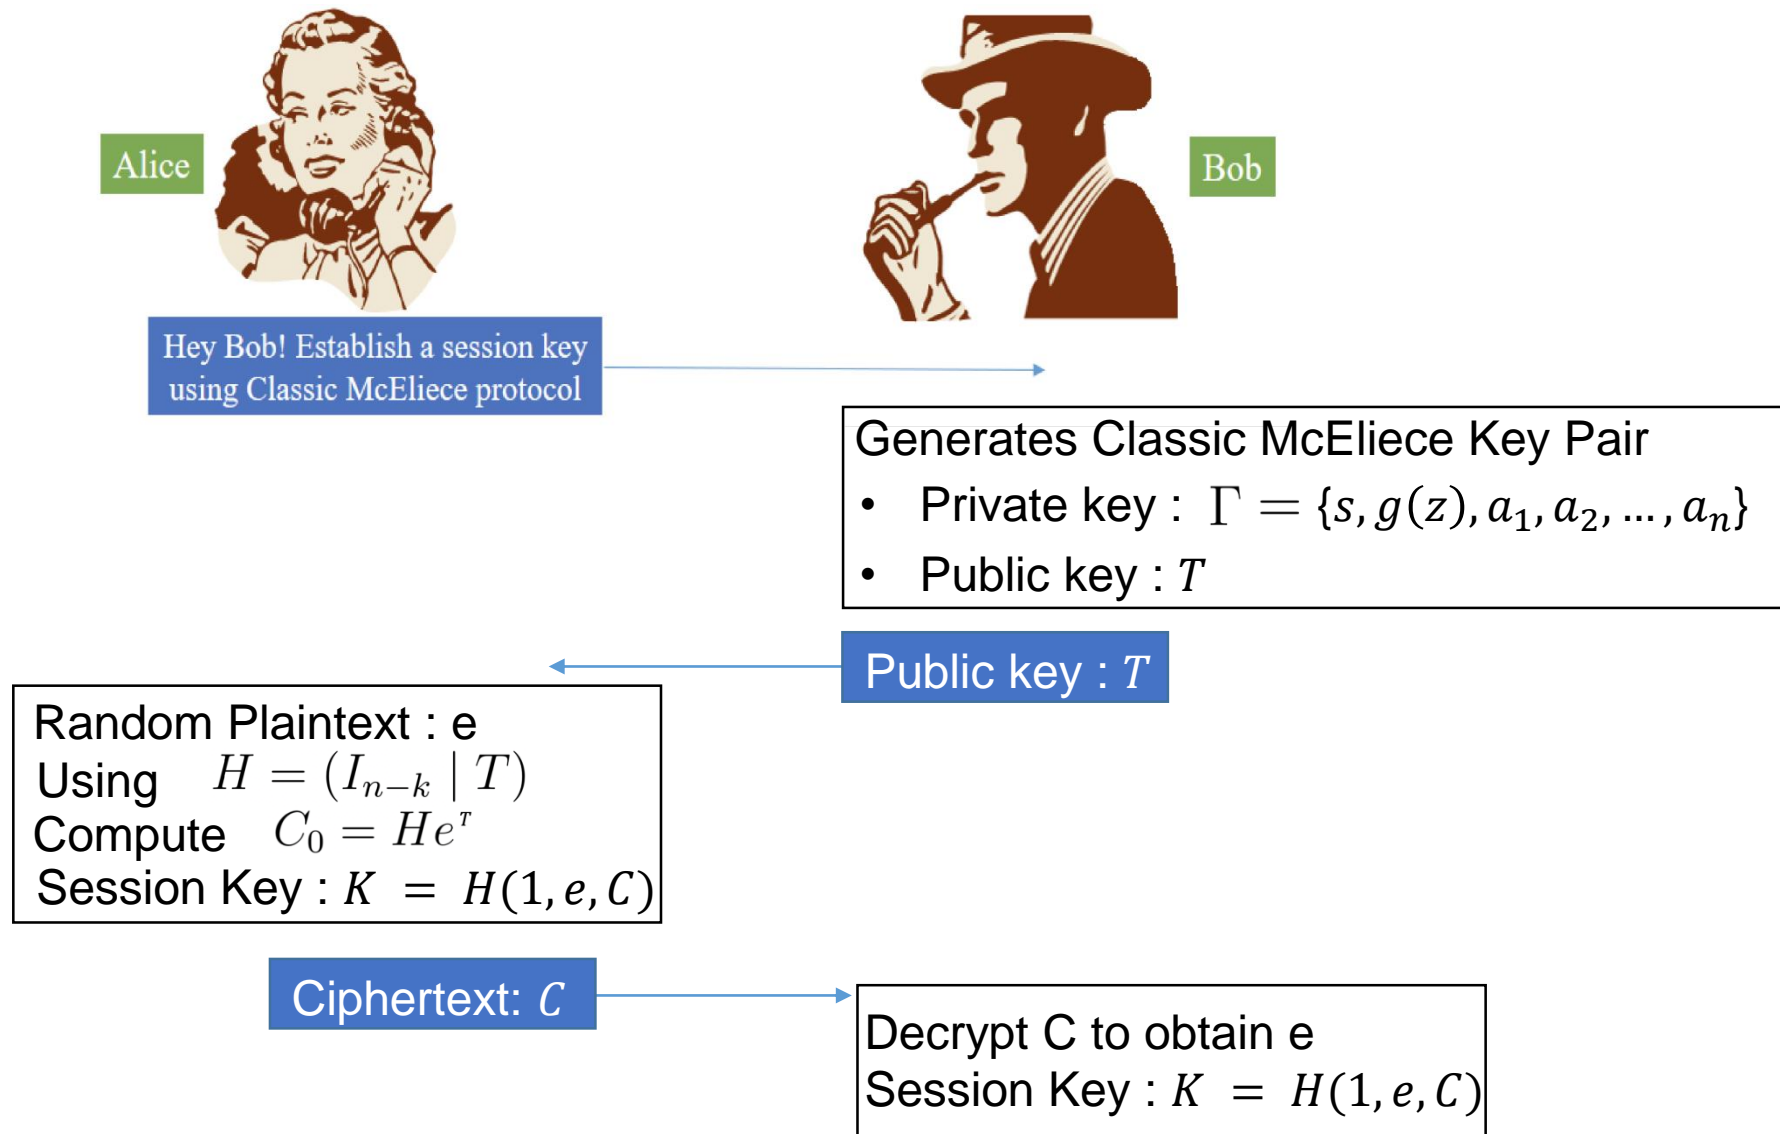 Alice
Bob
Hey Bob! Establish a session key
using Classic McEliece protocol
Generates Classic McEliece Key Pair
• Private key : Γ = {s, g(z), a₁, a₂, … , aₙ}
• Public key : T
Public key : T
Random Plaintext : e
Using H = (Iₙ₋ₖ | T)
Compute C₀ = Heᵀ
Session Key : K = H(1, e, C)
Ciphertext: C
Decrypt C to obtain e
Session Key : K = H(1, e, C)